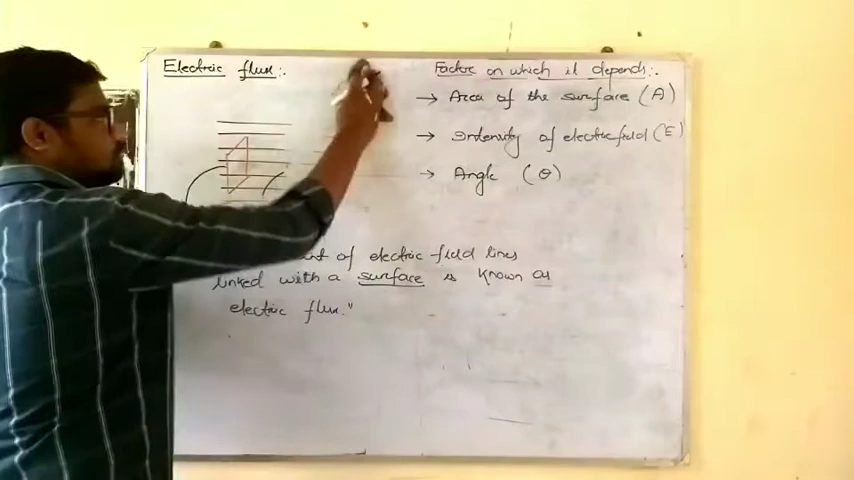 Electric flux:.
Factor on which it depends:.
→ Area of the surface (A)
→ Intensity of electric field (E)
→ Angle (θ)
of electric field lines
linked with a surface is known as
electric flux."